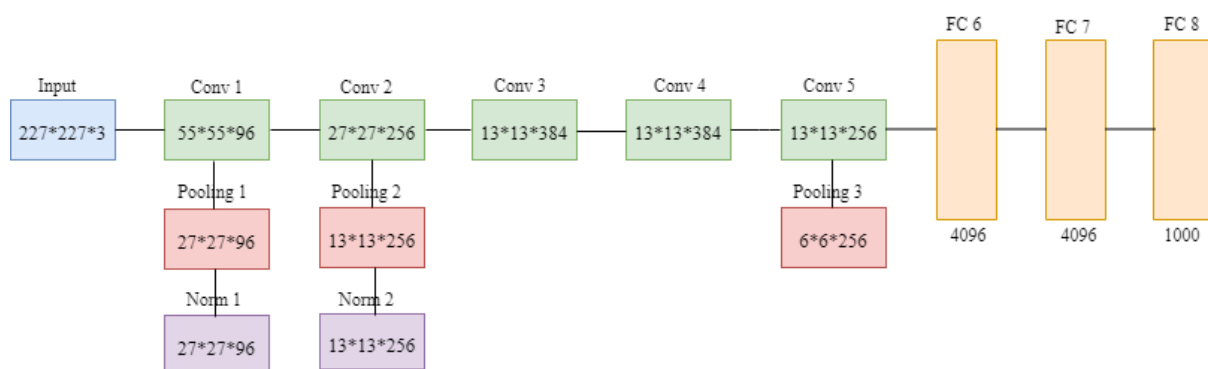 FC 6 FC 7 FC 8
Input Conv 1 Conv 2 Conv 3 Conv 4 Conv 5
227*227*3 55*55*96 27*27*256 13*13*384 13*13*384 13*13*256
Pooling 1 Pooling 2 Pooling 3
27*27*96 13*13*256 6*6*256
4096 4096 1000
Norm 1 Norm 2
27*27*96 13*13*256